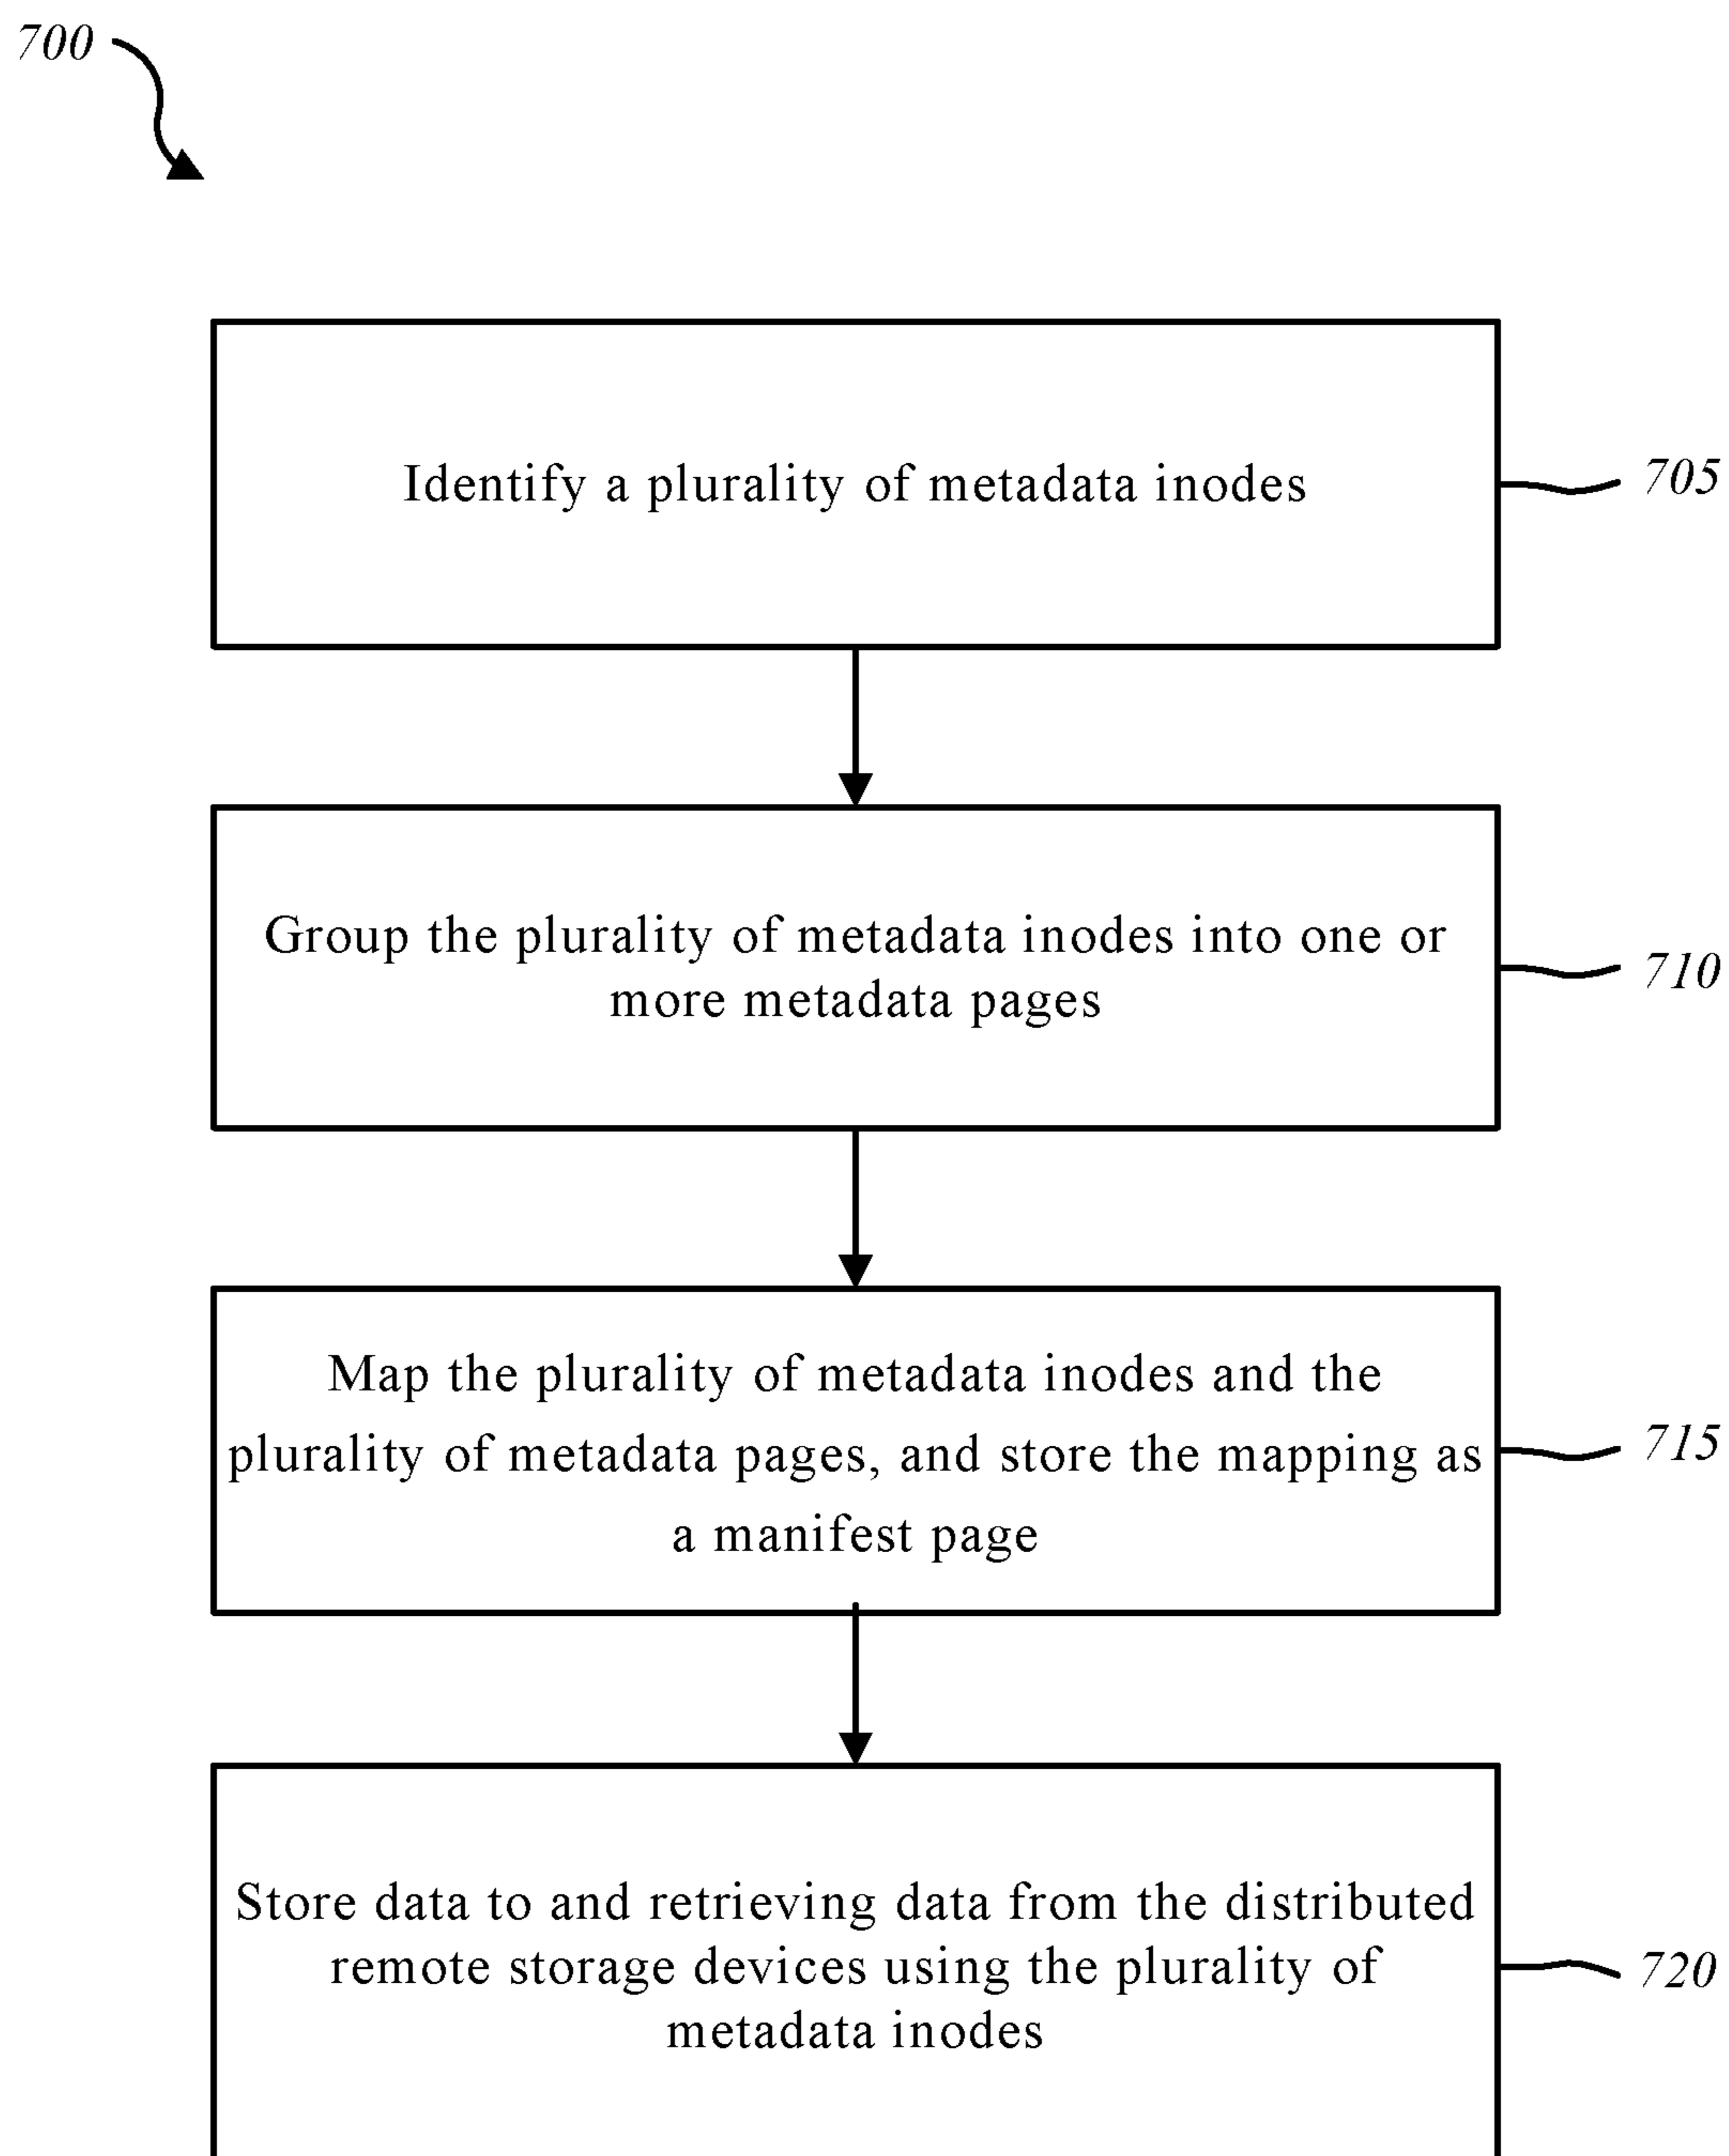 700
Identify a plurality of metadata inodes
705
Group the plurality of metadata inodes into one or
more metadata pages
710
Map the plurality of metadata inodes and the
plurality of metadata pages, and store the mapping as
a manifest page
715
Store data to and retrieving data from the distributed
remote storage devices using the plurality of
metadata inodes
720